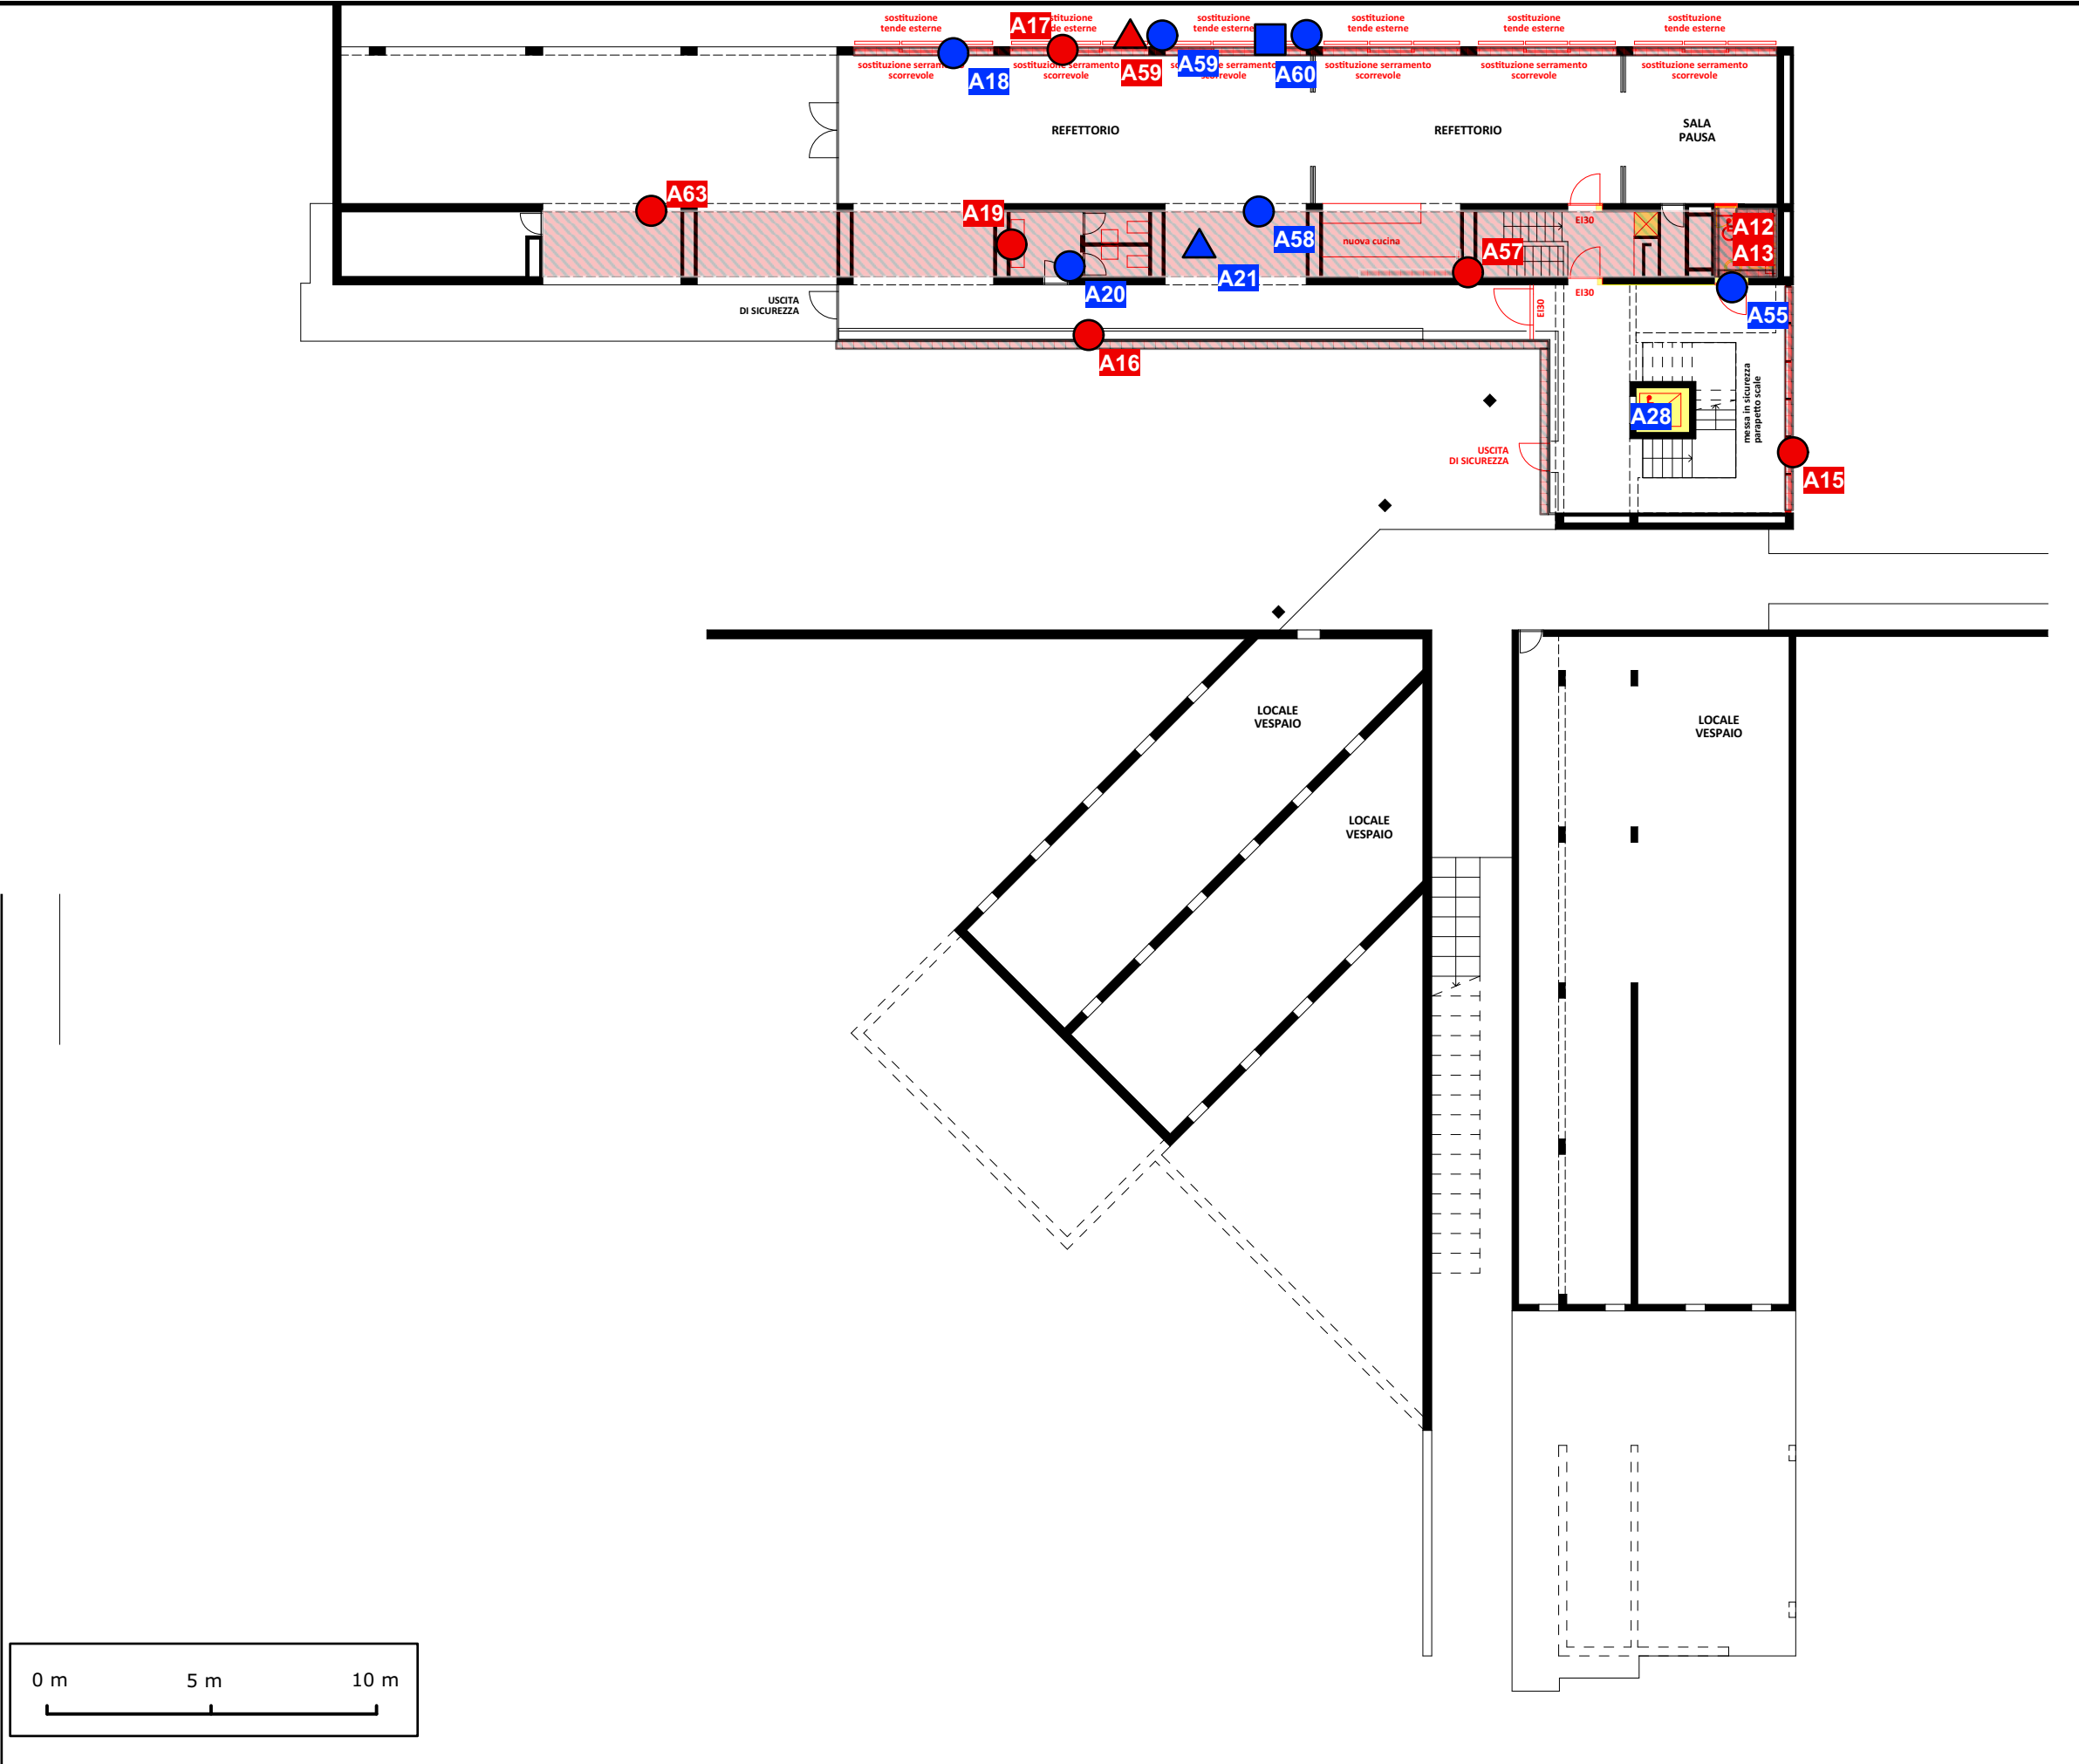 sostituzione
tende esterne
A17
stituzione
de esterne
sostituzione
tende esterne
sostituzione
tende esterne
sostituzione
tende esterne
sostituzione
tende esterne
sostituzione
scorrevole
A18
sostituzione serramento
scorrevole
A59
A59
A60
sostituzione serramento
scorrevole
sostituzione serramento
scorrevole
sostituzione serramento
scorrevole
REFETTORIO
REFETTORIO
SALA
PAUSA
A63
A19
A58
A21
A20
nuova cucina
A57
EI30
EI30
EI30
A12
A13
A55
USCITA
DI SICUREZZA
A16
A28
messa in sicurezza
parapetto scale
USCITA
DI SICUREZZA
A15
LOCALE
VESPAIO
LOCALE
VESPAIO
LOCALE
VESPAIO
0 m
5 m
10 m